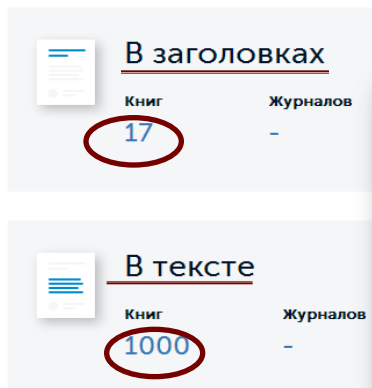 В заголовках
Книг Журналов
17 -
В тексте
Книг Журналов
1000 -